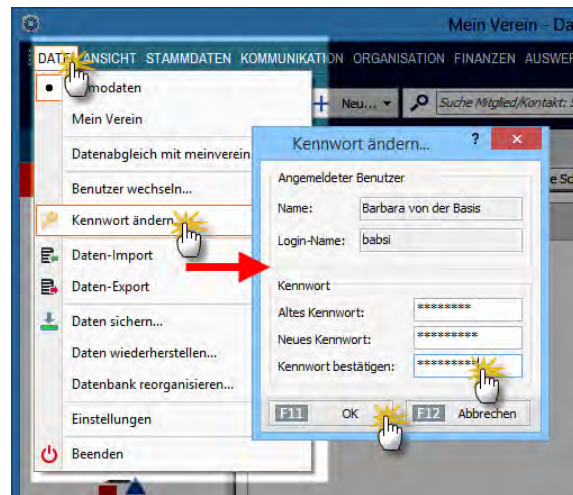 Mein Verein - Da
DATEI ANSICHT STAMMDATEN KOMMUNIKATION ORGANISATION FINANZEN AUSWER
Neu...
Suche Mitglied/Kontakt:
Mein Verein
Datenabgleich mit meinverein
Benutzer wechseln...
Kennwort ändern
Daten-Import
Daten-Export
Daten sichern...
Daten wiederherstellen...
Datenbank reorganisieren...
Einstellungen
Beenden
Kennwort ändern... ?
Angemeldeter Benutzer
Name: Barbara von der Basis
Login-Name: babsi
Kennwort
Altes Kennwort: ********
Neues Kennwort: *********
Kennwort bestätigen: *********
F11 OK F12 Abbrechen